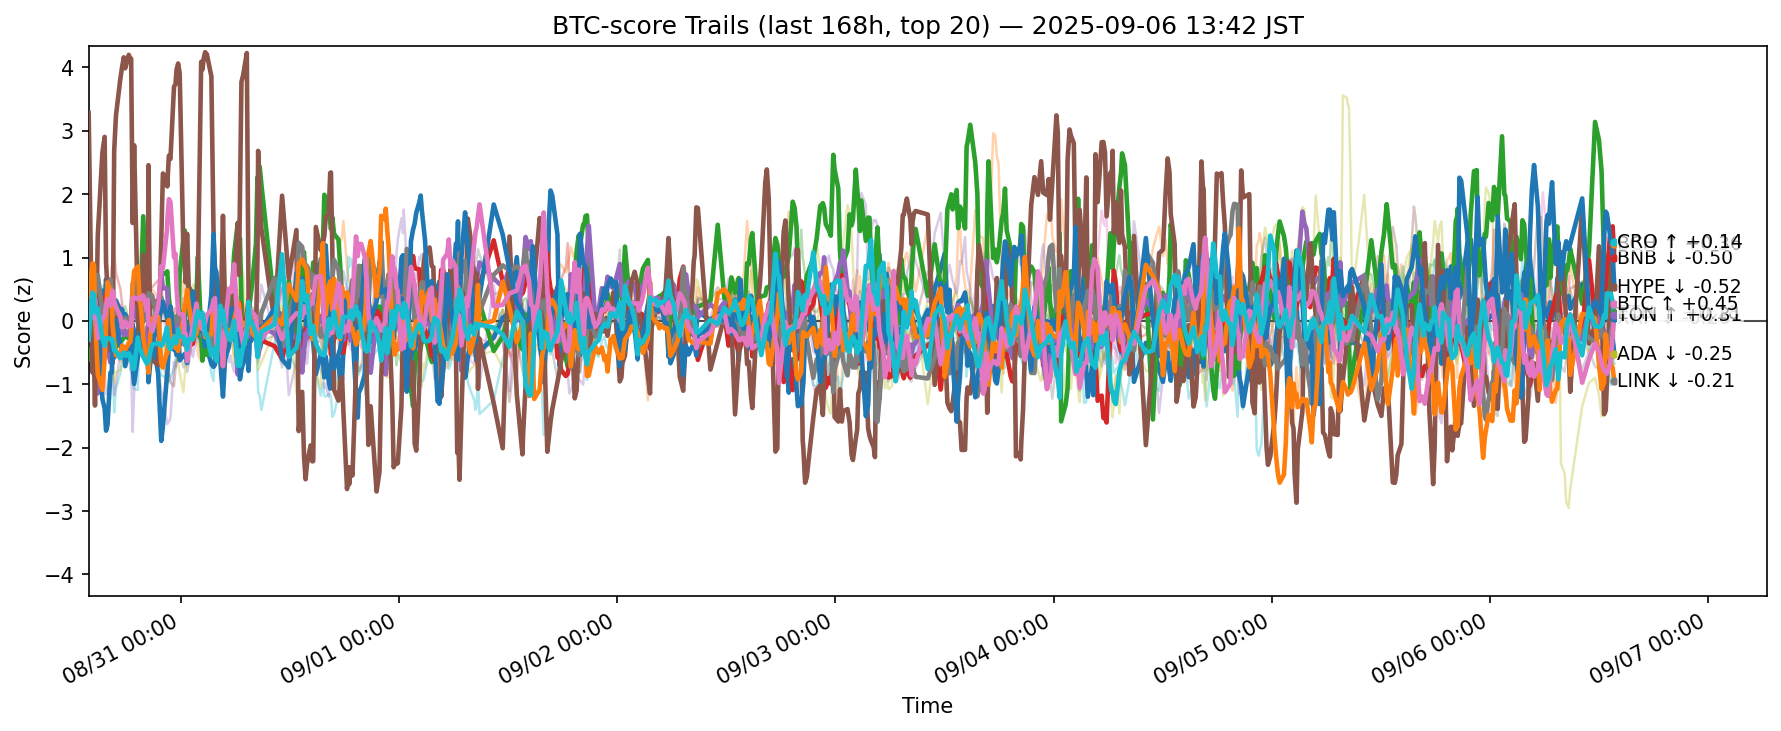 BTC-score Trails (last 168h, top 20) — 2025-09-06 13:42 JST
Score (z)
4
3
2
1
0
−1
−2
−3
−4
CRO ↑ +0.14
BNB ↓ -0.50
HYPE ↓ -0.52
BTC ↑ +0.45
TON ↑ +0.31
ADA ↓ -0.25
LINK ↓ -0.21
08/31 00:00
09/01 00:00
09/02 00:00
09/03 00:00
09/04 00:00
09/05 00:00
09/06 00:00
09/07 00:00
Time